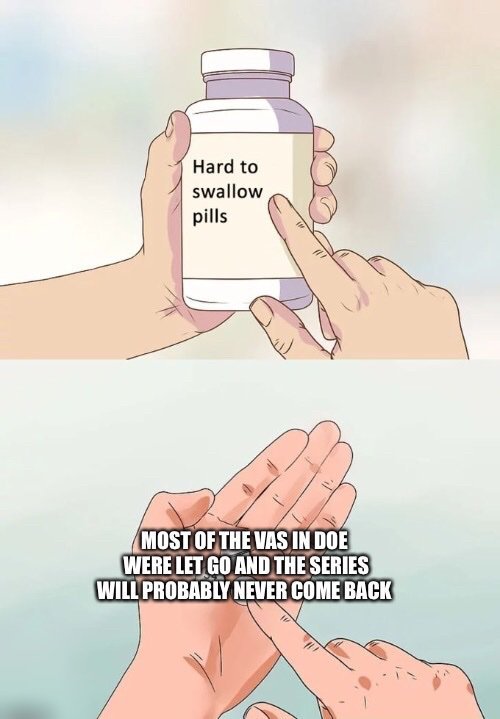 Hard to
swallow
pills
MOST OF THE VAS IN DOE
WERE LET GO AND THE SERIES
WILL PROBABLY NEVER COME BACK